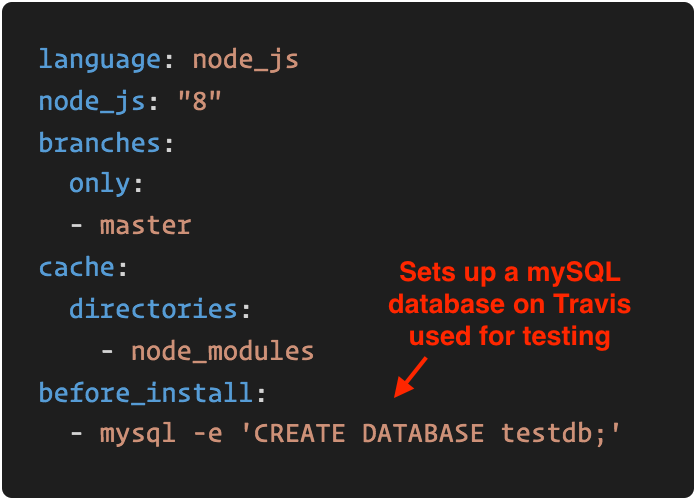 language: node_js
node_js: "8"
branches:
  only:
  - master
cache:
  directories:
    - node_modules
before_install:
  - mysql -e 'CREATE DATABASE testdb;'
Sets up a mySQL
database on Travis
used for testing